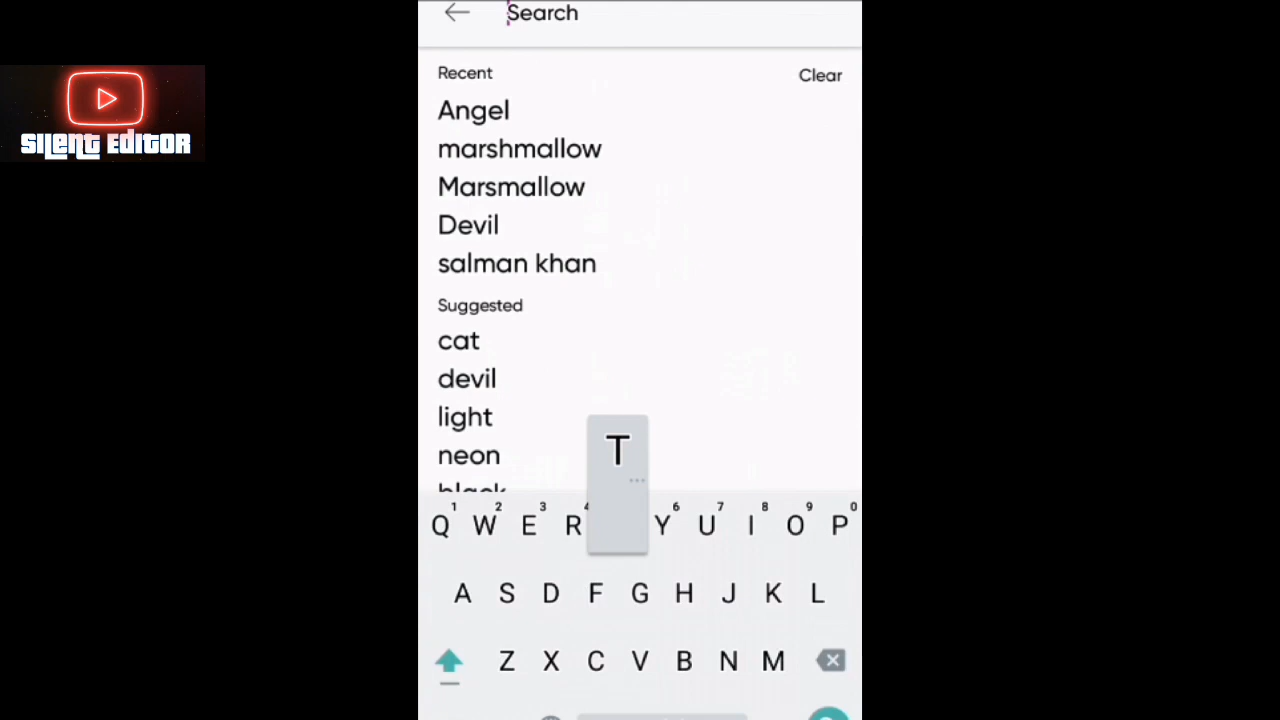 SILENT EDITOR
Search
Recent
Clear
Angel
marshmallow
Marsmallow
Devil
salman khan
Suggested
cat
devil
light
neon
black
T
Q 1 W 2 E 3 R 4 Y 6 U 7 I 8 O 9 P 0
A S D F G H J K L
Z X C V B N M